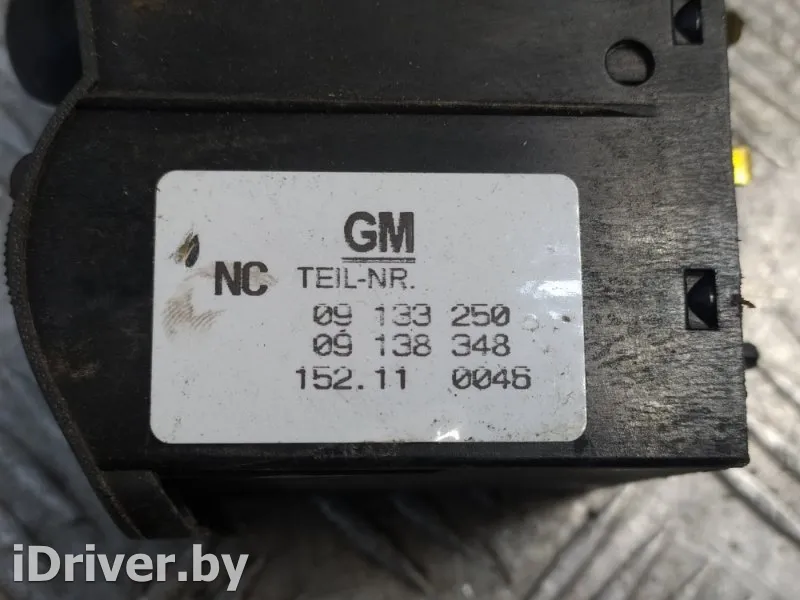 GM
NC TEIL-NR.
09 133 250
09 138 348
152.11 0046
iDriver.by